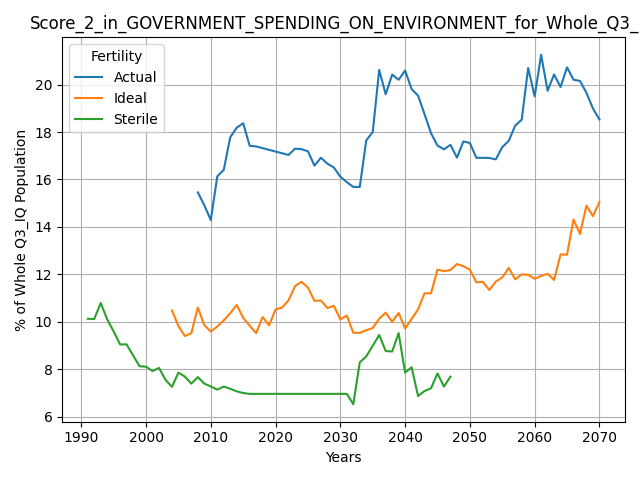 Score_2_in_GOVERNMENT_SPENDING_ON_ENVIRONMENT_for_Whole_Q3_
Fertility
Actual
Ideal
Sterile
% of Whole Q3_IQ Population
20
18
16
14
12
10
8
6
1990 2000 2010 2020 2030 2040 2050 2060 2070
Years